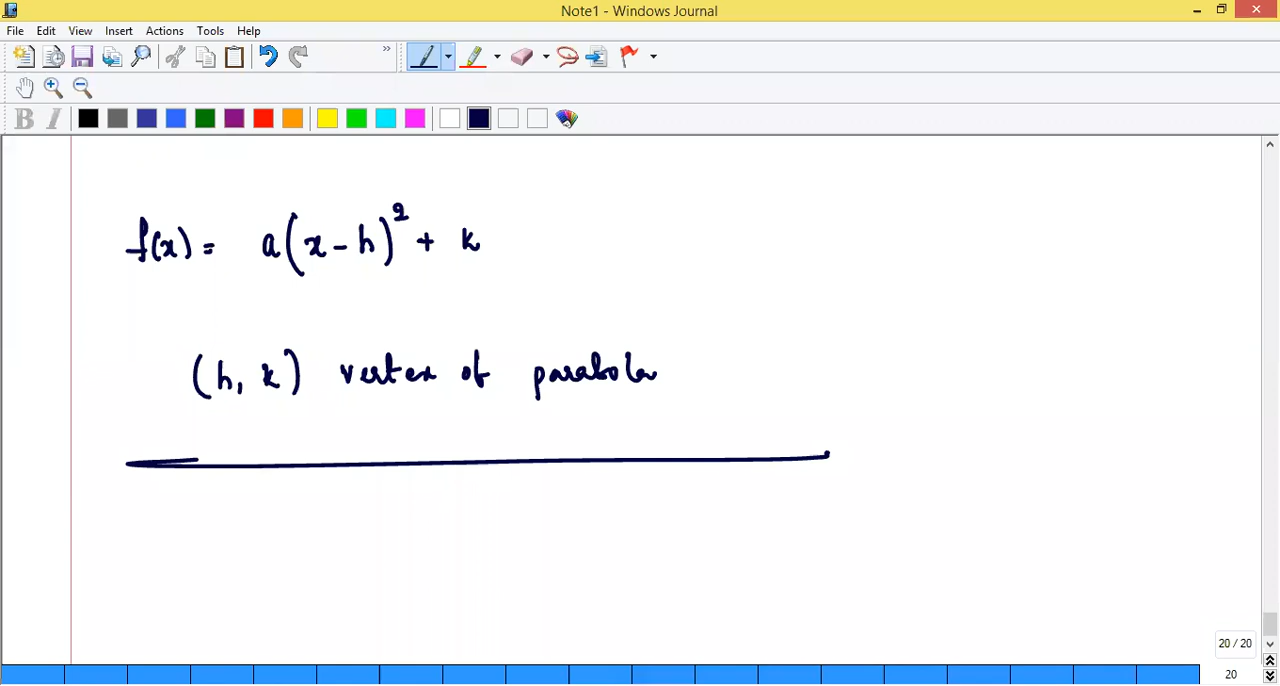 Note1 - Windows Journal
File Edit View Insert Actions Tools Help
»
B I
f(x) = a(x-h)² + k
(h, k) vertex of parabola
20 / 20
20